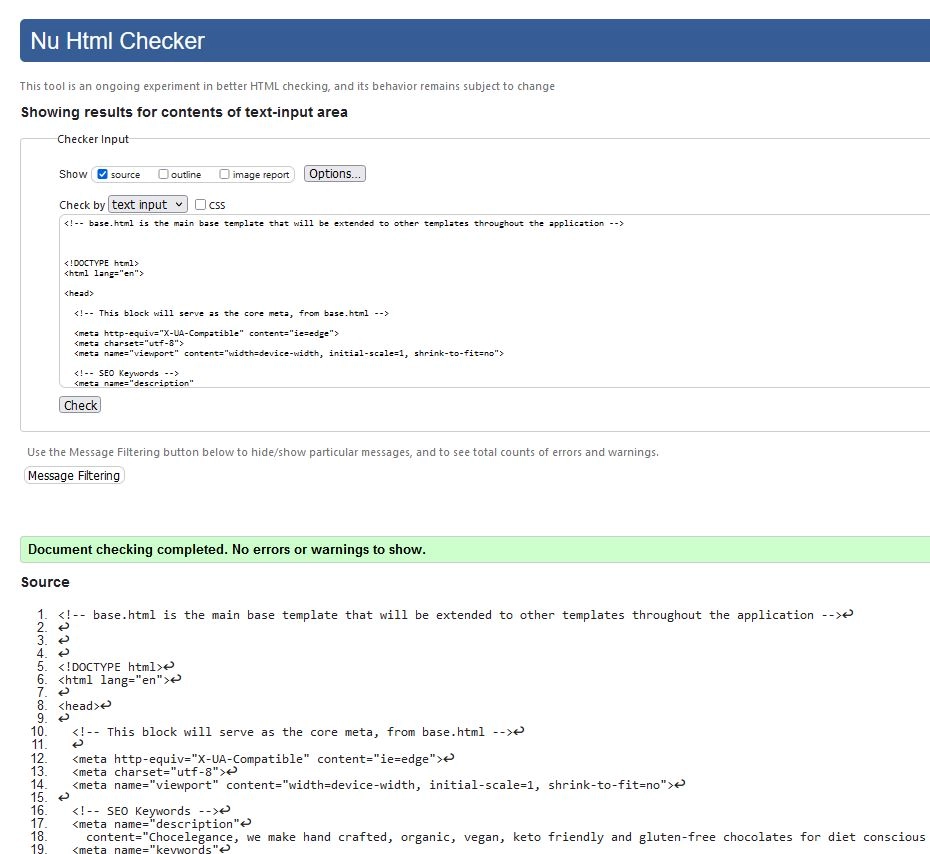 Nu Html Checker
This tool is an ongoing experiment in better HTML checking, and its behavior remains subject to change
Showing results for contents of text-input area
Checker Input
Show source outline image report Options...
Check by text input CSS
<!-- base.html is the main base template that will be extended to other templates throughout the application -->
<!DOCTYPE html>
<html lang="en">
<head>
<!-- This block will serve as the core meta, from base.html -->
<meta http-equiv="X-UA-Compatible" content="ie=edge">
<meta charset="utf-8">
<meta name="viewport" content="width=device-width, initial-scale=1, shrink-to-fit=no">
<!-- SEO Keywords -->
<meta name="description"
Check
Use the Message Filtering button below to hide/show particular messages, and to see total counts of errors and warnings.
Message Filtering
Document checking completed. No errors or warnings to show.
Source
1. <!-- base.html is the main base template that will be extended to other templates throughout the application -->↩
2. ↩
3. ↩
4. ↩
5. <!DOCTYPE html>↩
6. <html lang="en">↩
7. ↩
8. <head>↩
9. ↩
10. <!-- This block will serve as the core meta, from base.html -->↩
11. ↩
12. <meta http-equiv="X-UA-Compatible" content="ie=edge">↩
13. <meta charset="utf-8">↩
14. <meta name="viewport" content="width=device-width, initial-scale=1, shrink-to-fit=no">↩
15. ↩
16. <!-- SEO Keywords -->↩
17. <meta name="description"↩
18. content="Chocelegance, we make hand crafted, organic, vegan, keto friendly and gluten-free chocolates for diet conscious
19. <meta name="keywords"↩